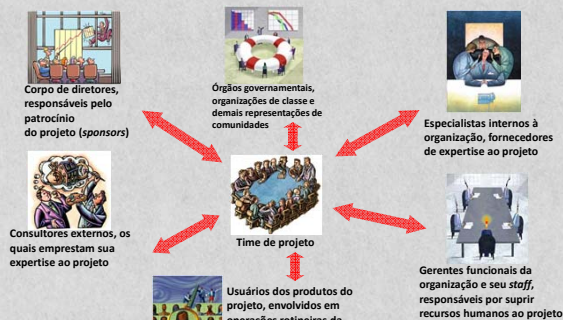 Corpo de diretores,
responsáveis pelo
patrocínio
do projeto (sponsors)
Órgãos governamentais,
organizações de classe e
demais representações de
comunidades
Especialistas internos à
organização, fornecedores
de expertise ao projeto
Consultores externos, os
quais emprestam sua
expertise ao projeto
Time de projeto
Gerentes funcionais da
organização e seu staff,
responsáveis por suprir
recursos humanos ao projeto
Usuários dos produtos do
projeto, envolvidos em
operações rotineiras da